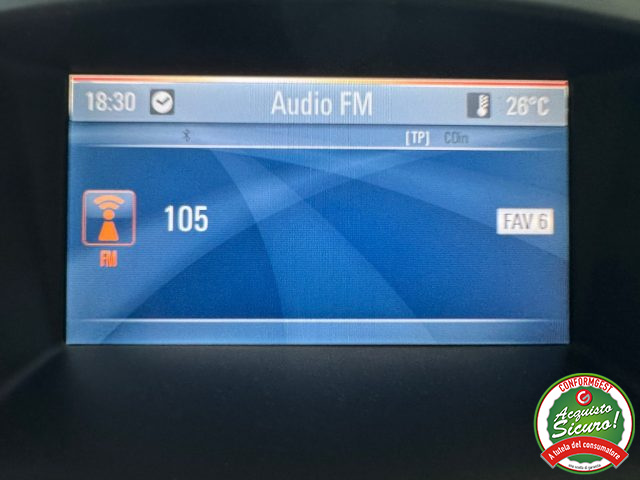 18:30 Audio FM 26°C
[TP] CDin
105 FAV 6
FM
CONFORMGEST
Acquisto
Sicuro!
A tutela del consumatore